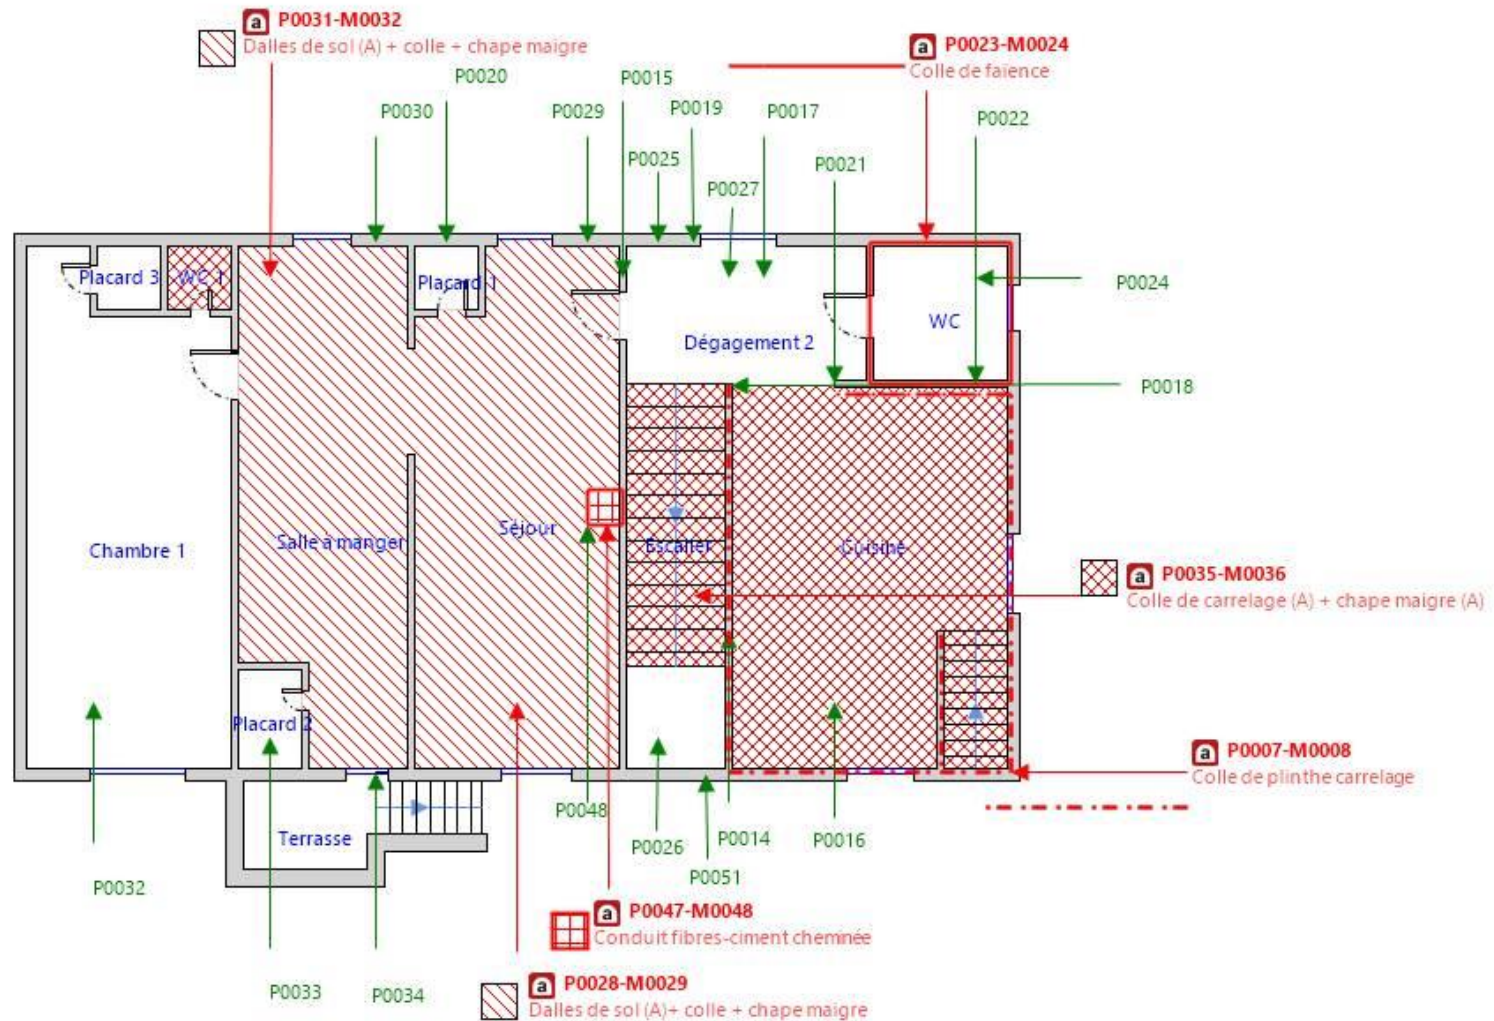 a P0031-M0032
Dalles de sol (A) + colle + chape maigre
a P0023-M0024
Colle de faïence
P0020
P0015
P0030
P0029
P0019
P0017
P0022
P0025
P0021
P0027
Placard 3
WC 1
Placard 1
P0024
WC
Dégagement 2
P0018
Chambre 1
Salle à manger
Séjour
Escalier
Cuisine
a P0035-M0036
Colle de carrelage (A) + chape maigre (A)
Placard 2
a P0007-M0008
Colle de plinthe carrelage
P0048
Terrasse
P0026
P0014
P0016
P0051
P0032
a P0047-M0048
Conduit fibres-ciment cheminée
P0033
P0034
a P0028-M0029
Dalles de sol (A)+ colle + chape maigre